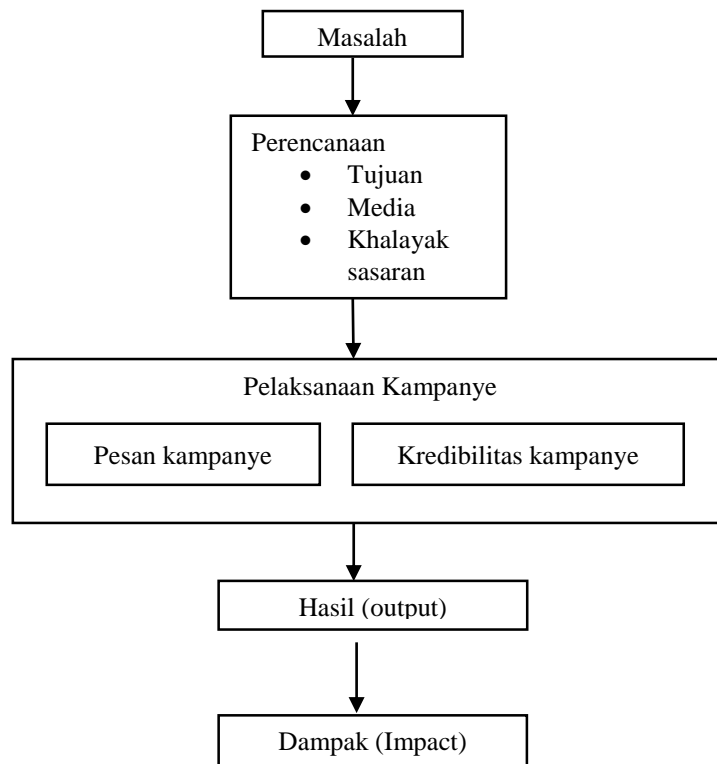 Masalah
Perencanaan
• Tujuan
• Media
• Khalayak
sasaran
Pelaksanaan Kampanye
Pesan kampanye
Kredibilitas kampanye
Hasil (output)
Dampak (Impact)